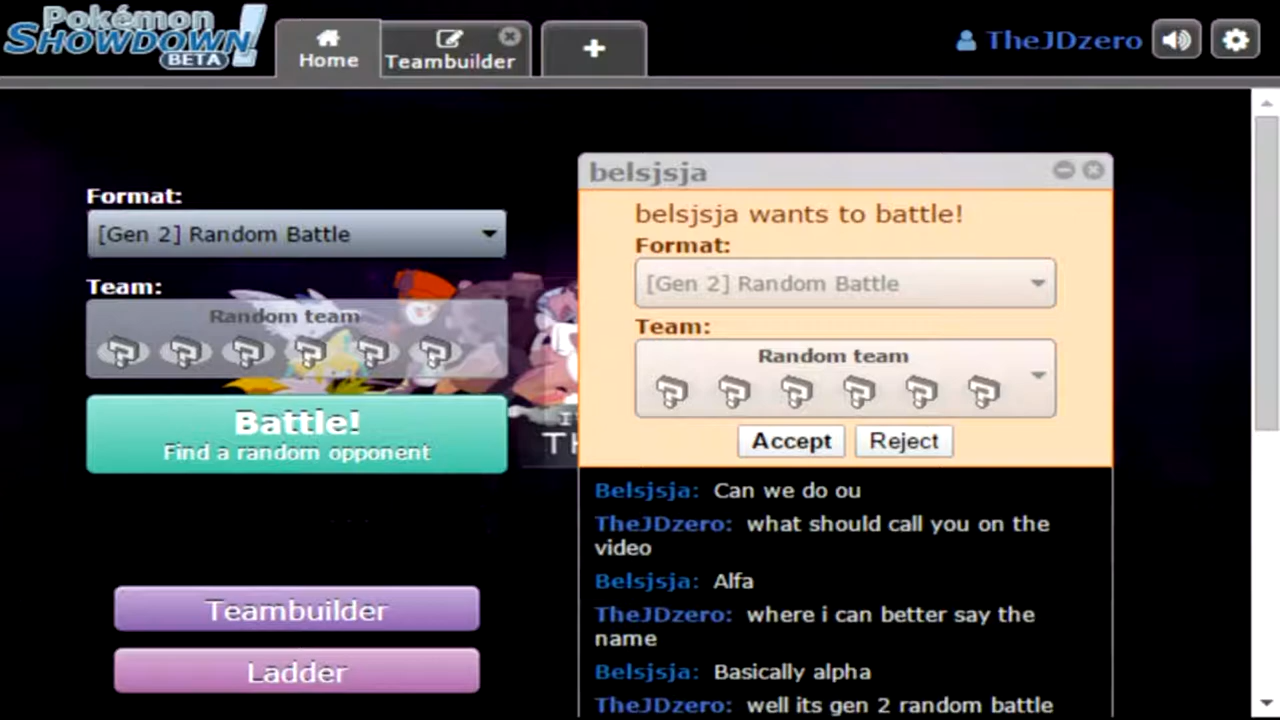 Pokémon
SHOWDOWN!
BETA
Home
Teambuilder
TheJDzero
Format:
[Gen 2] Random Battle
Team:
Random team
Battle!
Find a random opponent
Teambuilder
Ladder
belsjsja
belsjsja wants to battle!
Format:
[Gen 2] Random Battle
Team:
Random team
Accept
Reject
Belsjsja: Can we do ou
TheJDzero: what should call you on the
video
Belsjsja: Alfa
TheJDzero: where i can better say the
name
Belsjsja: Basically alpha
TheJDzero: well its gen 2 random battle